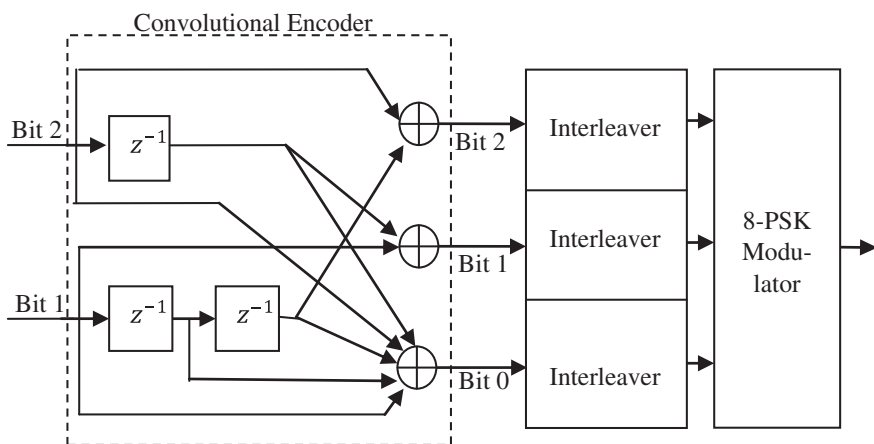 Convolutional Encoder
Bit 2
z⁻¹
Bit 2
Interleaver
Bit 1
Interleaver
8-PSK
Modu-
lator
Bit 1
z⁻¹
z⁻¹
Bit 0
Interleaver